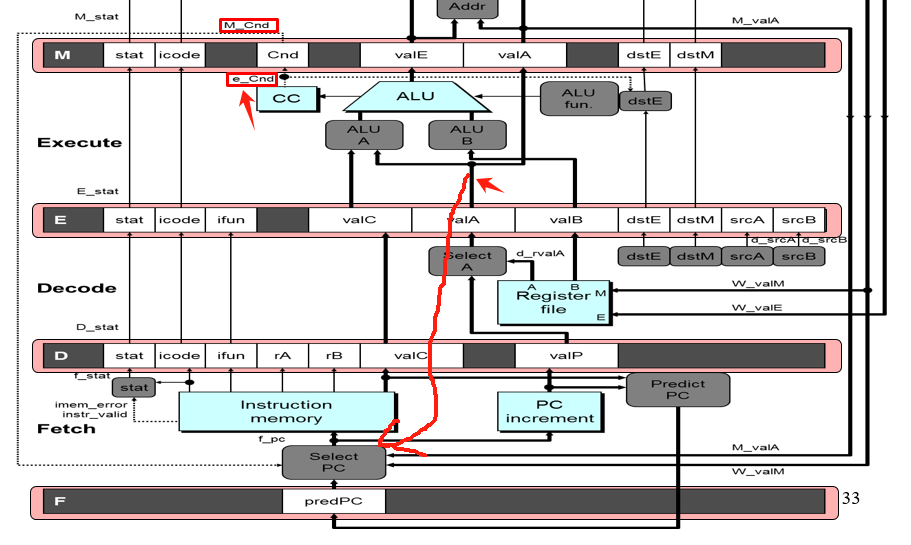 Addr
M_stat
M_Cnd
M_valA
M stat icode Cnd valE valA dstE dstM
e_Cnd
CC ALU ALU fun. dstE
ALU A ALU B
Execute
E_stat
E stat icode ifun valC valA valB dstE dstM srcA srcB
d_srcA d_srcB
Select A d_rvalA dstE dstM srcA srcB
A B
Decode
Register file M E
W_valM
W_valE
D_stat
D stat icode ifun rA rB valC valP
f_stat
stat
Predict PC
imem_error
instr_valid
Instruction memory
PC increment
Fetch
f_pc
Select PC
M_valA
W_valM
F predPC
33